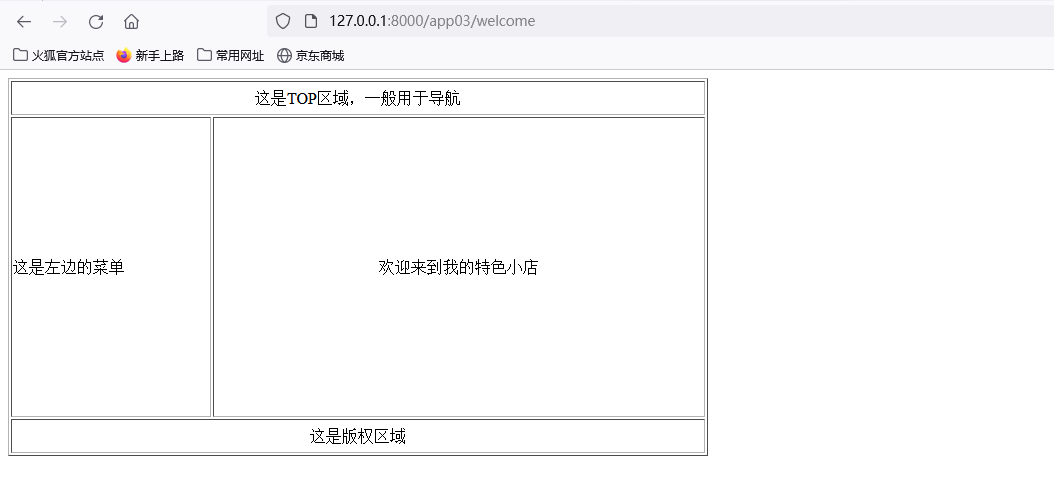 127.0.0.1:8000/app03/welcome
火狐官方站点 新手上路 常用网址 京东商城
这是TOP区域，一般用于导航
这是左边的菜单 欢迎来到我的特色小店
这是版权区域